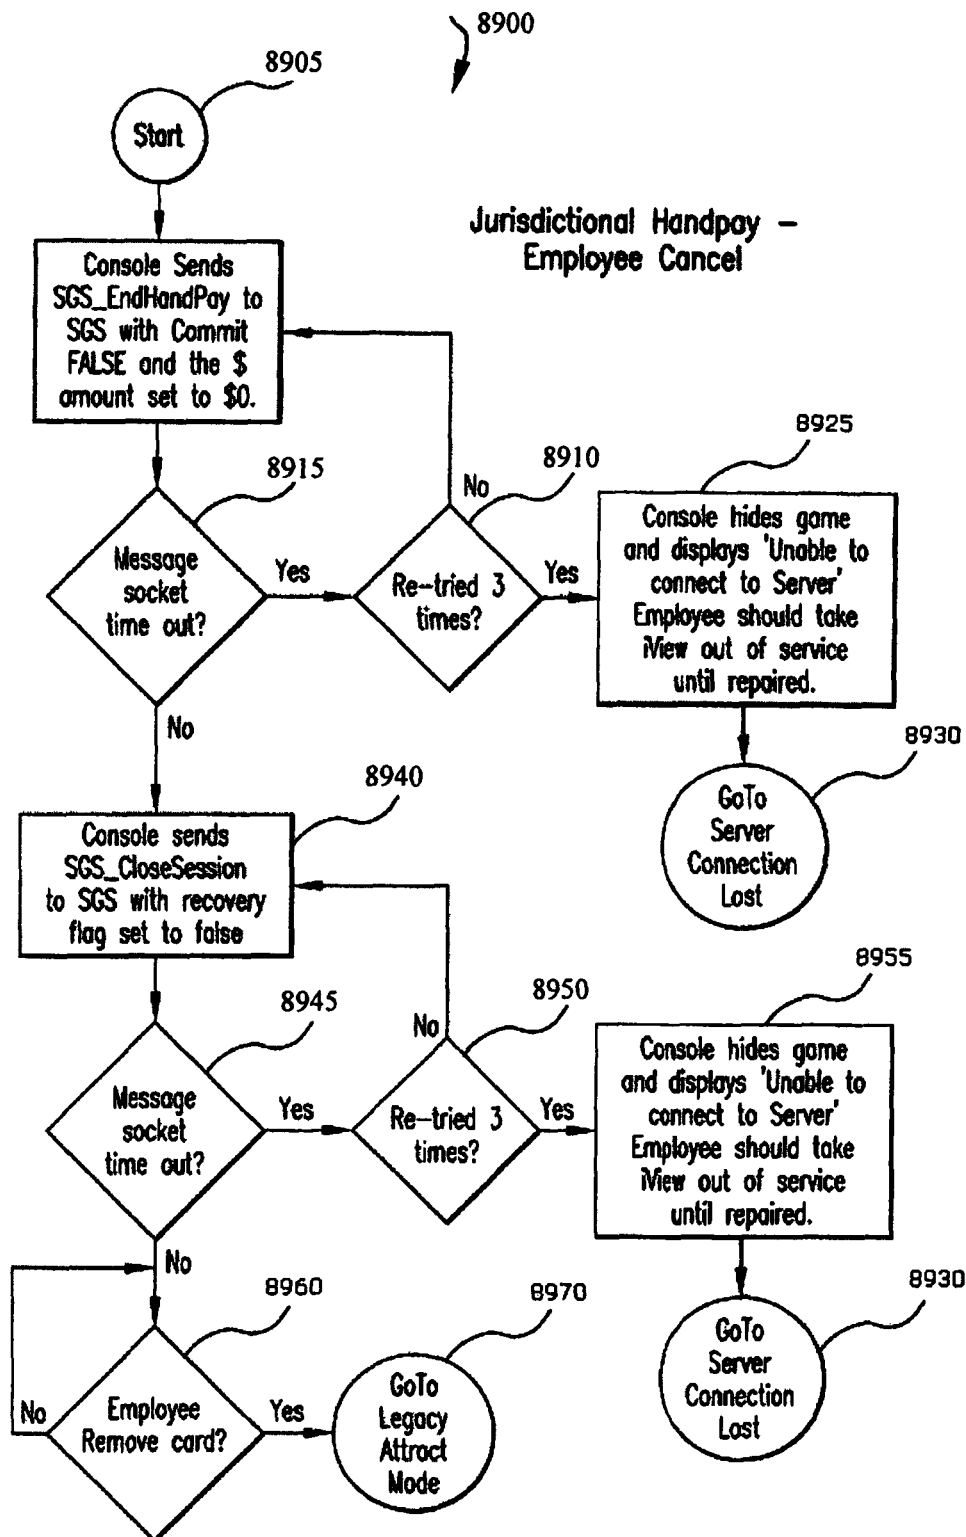 8900
8905
Start
Jurisdictional Handpay –
Employee Cancel
Console Sends
SGS_EndHandPay to
SGS with Commit
FALSE and the $
amount set to $0.
8915
Message
socket
time out?
Yes
No
8910
Re-tried 3
times?
No
Yes
8925
Console hides game
and displays 'Unable to
connect to Server'
Employee should take
iView out of service
until repaired.
8930
GoTo
Server
Connection
Lost
8940
Console sends
SGS_CloseSession
to SGS with recovery
flag set to false
8945
Message
socket
time out?
Yes
No
8950
Re-tried 3
times?
No
Yes
8955
Console hides game
and displays 'Unable to
connect to Server'
Employee should take
iView out of service
until repaired.
8930
GoTo
Server
Connection
Lost
8960
Employee
Remove card?
No
Yes
8970
GoTo
Legacy
Attract
Mode